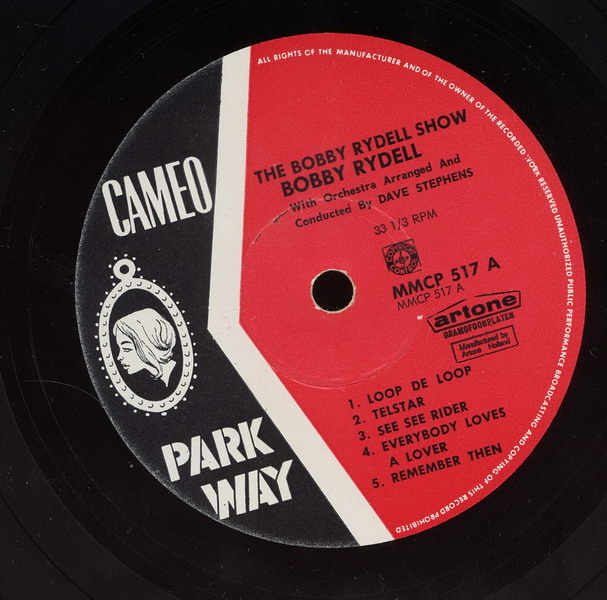 ALL RIGHTS OF THE MANUFACTURER AND OF THE OWNER OF THE RECORDED WORK RESERVED UNAUTHORIZED PUBLIC PERFORMANCE BROADCASTING AND COPYING OF THIS RECORD PROHIBITED
CAMEO
PARK
WAY
THE BOBBY RYDELL SHOW
BOBBY RYDELL
With Orchestra Arranged And
Conducted By DAVE STEPHENS
33 1/3 RPM
COPYRIGHT
CONTROL
MMCP 517 A
MMCP 517 A
artone
GRAMOFOONPLATEN
Manufactured by
Artone Holland
1. LOOP DE LOOP
2. TELSTAR
3. SEE SEE RIDER
4. EVERYBODY LOVES
A LOVER
5. REMEMBER THEN